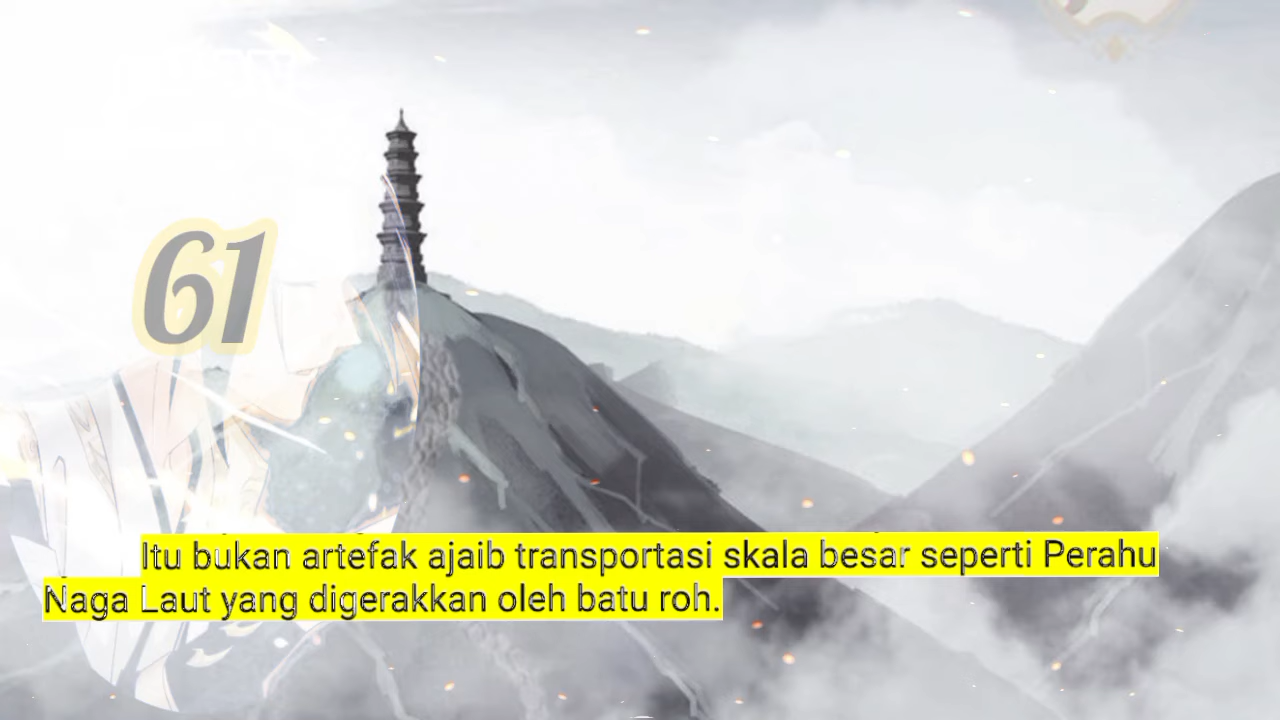 61
Itu bukan artefak ajaib transportasi skala besar seperti Perahu
Naga Laut yang digerakkan oleh batu roh.